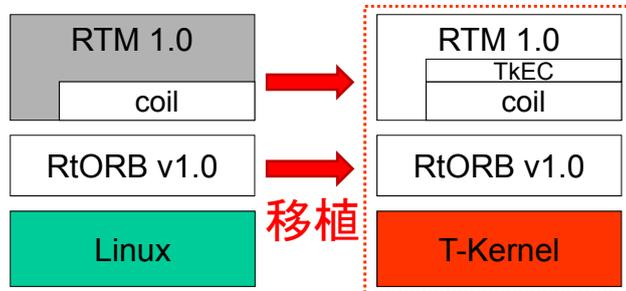 RTM 1.0
coil
RtORB v1.0
Linux
移植
RTM 1.0
TkEC
coil
RtORB v1.0
T-Kernel